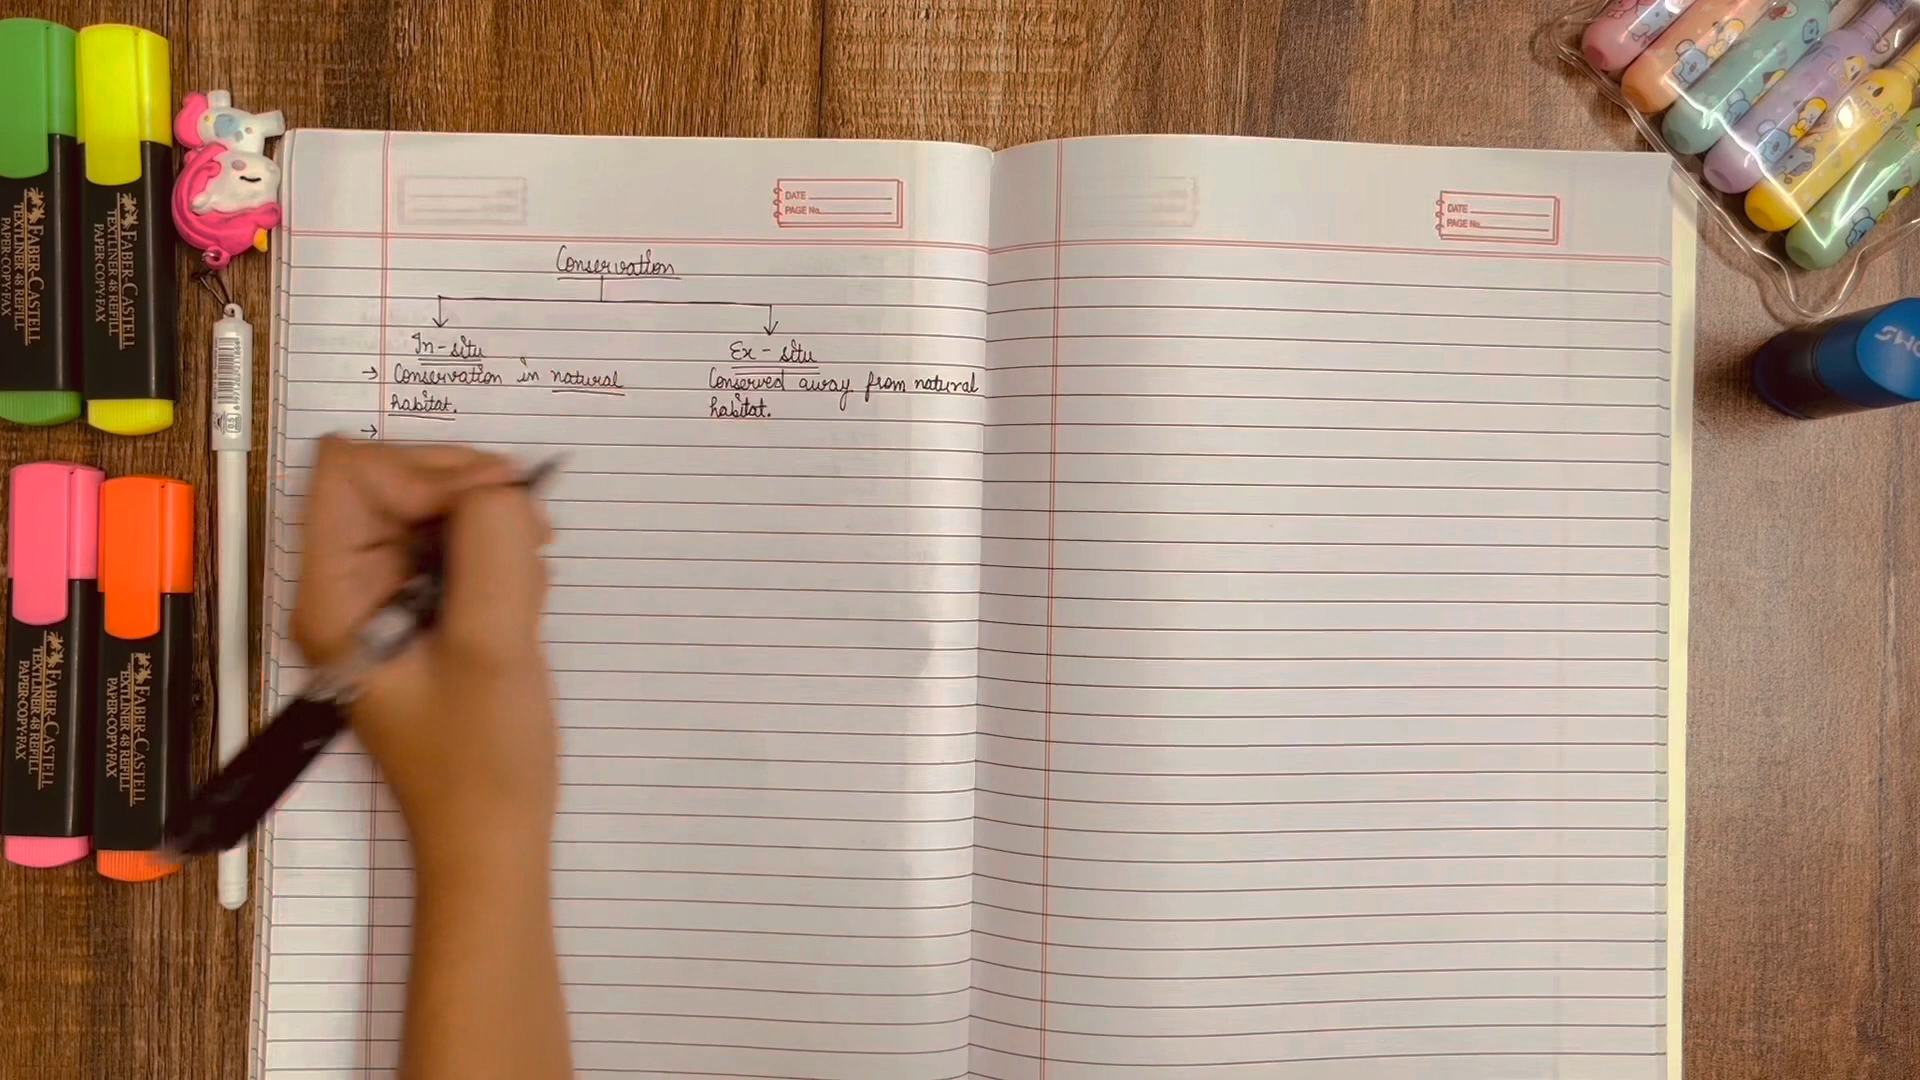 DATE
PAGE No.
DATE
PAGE No.
Conservation
In-situ
Ex-situ
→ Conservation in natural
habitat.
→
Conserved away from natural
habitat.
FABER-CASTELL
TEXTLINER 48 REFILL
PAPER·COPY·FAX
FABER-CASTELL
TEXTLINER 48 REFILL
PAPER·COPY·FAX
FABER-CASTELL
TEXTLINER 48 REFILL
PAPER·COPY·FAX
FABER-CASTELL
TEXTLINER 48 REFILL
PAPER·COPY·FAX
0.5